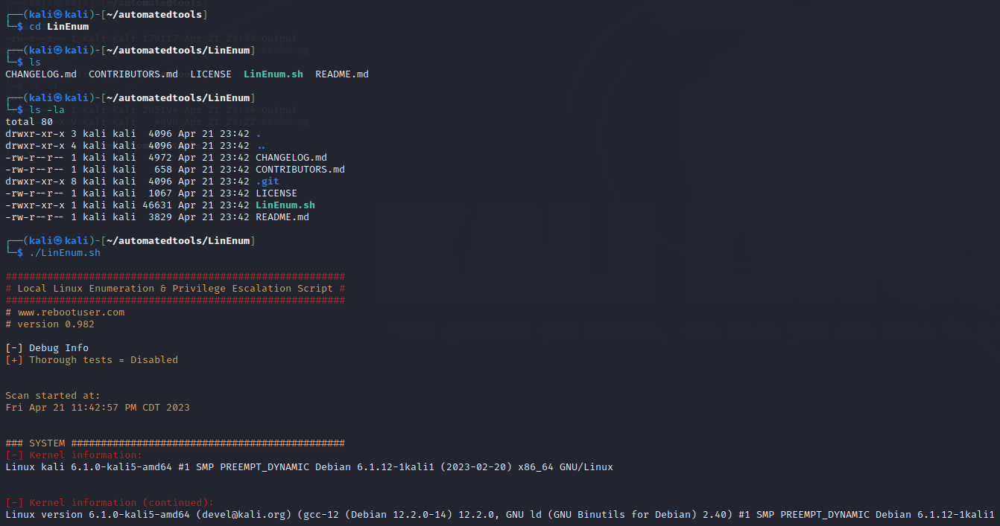 ┌──(kali㉿kali)-[~/automatedtools]
└─$ cd LinEnum
┌──(kali㉿kali)-[~/automatedtools/LinEnum]
└─$ ls
CHANGELOG.md  CONTRIBUTORS.md  LICENSE  LinEnum.sh  README.md
┌──(kali㉿kali)-[~/automatedtools/LinEnum]
└─$ ls -la
total 80
drwxr-xr-x 3 kali kali  4096 Apr 21 23:42 .
drwxr-xr-x 4 kali kali  4096 Apr 21 23:42 ..
-rw-r--r-- 1 kali kali  4972 Apr 21 23:42 CHANGELOG.md
-rw-r--r-- 1 kali kali   658 Apr 21 23:42 CONTRIBUTORS.md
drwxr-xr-x 8 kali kali  4096 Apr 21 23:42 .git
-rw-r--r-- 1 kali kali  1067 Apr 21 23:42 LICENSE
-rwxr-xr-x 1 kali kali 46631 Apr 21 23:42 LinEnum.sh
-rw-r--r-- 1 kali kali  3829 Apr 21 23:42 README.md
┌──(kali㉿kali)-[~/automatedtools/LinEnum]
└─$ ./LinEnum.sh
#########################################################
# Local Linux Enumeration & Privilege Escalation Script #
#########################################################
# www.rebootuser.com
# version 0.982
[-] Debug Info
[+] Thorough tests = Disabled
Scan started at:
Fri Apr 21 11:42:57 PM CDT 2023
### SYSTEM ##############################################
[-] Kernel information:
Linux kali 6.1.0-kali5-amd64 #1 SMP PREEMPT_DYNAMIC Debian 6.1.12-1kali1 (2023-02-20) x86_64 GNU/Linux
[-] Kernel information (continued):
Linux version 6.1.0-kali5-amd64 (devel@kali.org) (gcc-12 (Debian 12.2.0-14) 12.2.0, GNU ld (GNU Binutils for Debian) 2.40) #1 SMP PREEMPT_DYNAMIC Debian 6.1.12-1kali1